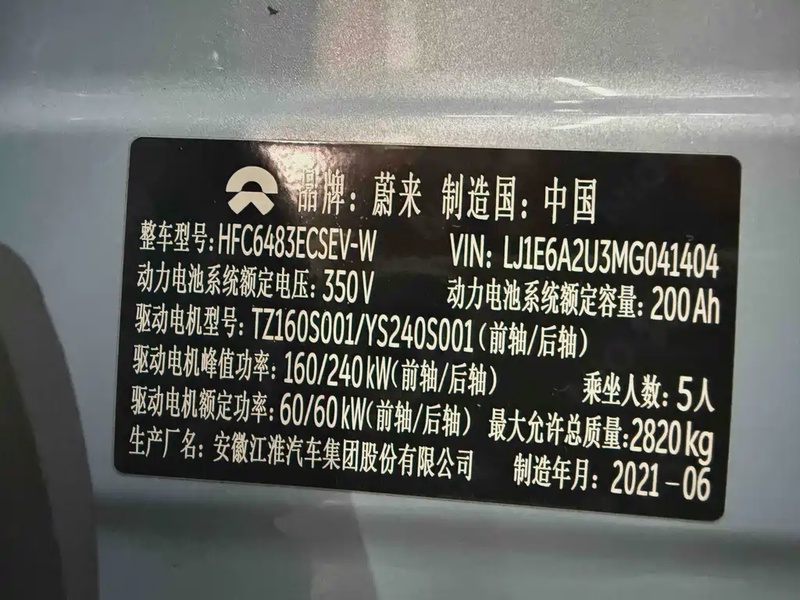 品牌: 蔚来 制造国: 中国
整车型号: HFC6483ECSEV-W VIN: LJ1E6A2U3MG041404
动力电池系统额定电压: 350V 动力电池系统额定容量: 200Ah
驱动电机型号: TZ160S001/YS240S001(前轴/后轴)
驱动电机峰值功率: 160/240kW(前轴/后轴) 乘坐人数: 5人
驱动电机额定功率: 60/60kW(前轴/后轴) 最大允许总质量: 2820kg
生产厂名: 安徽江淮汽车集团股份有限公司 制造年月: 2021-06